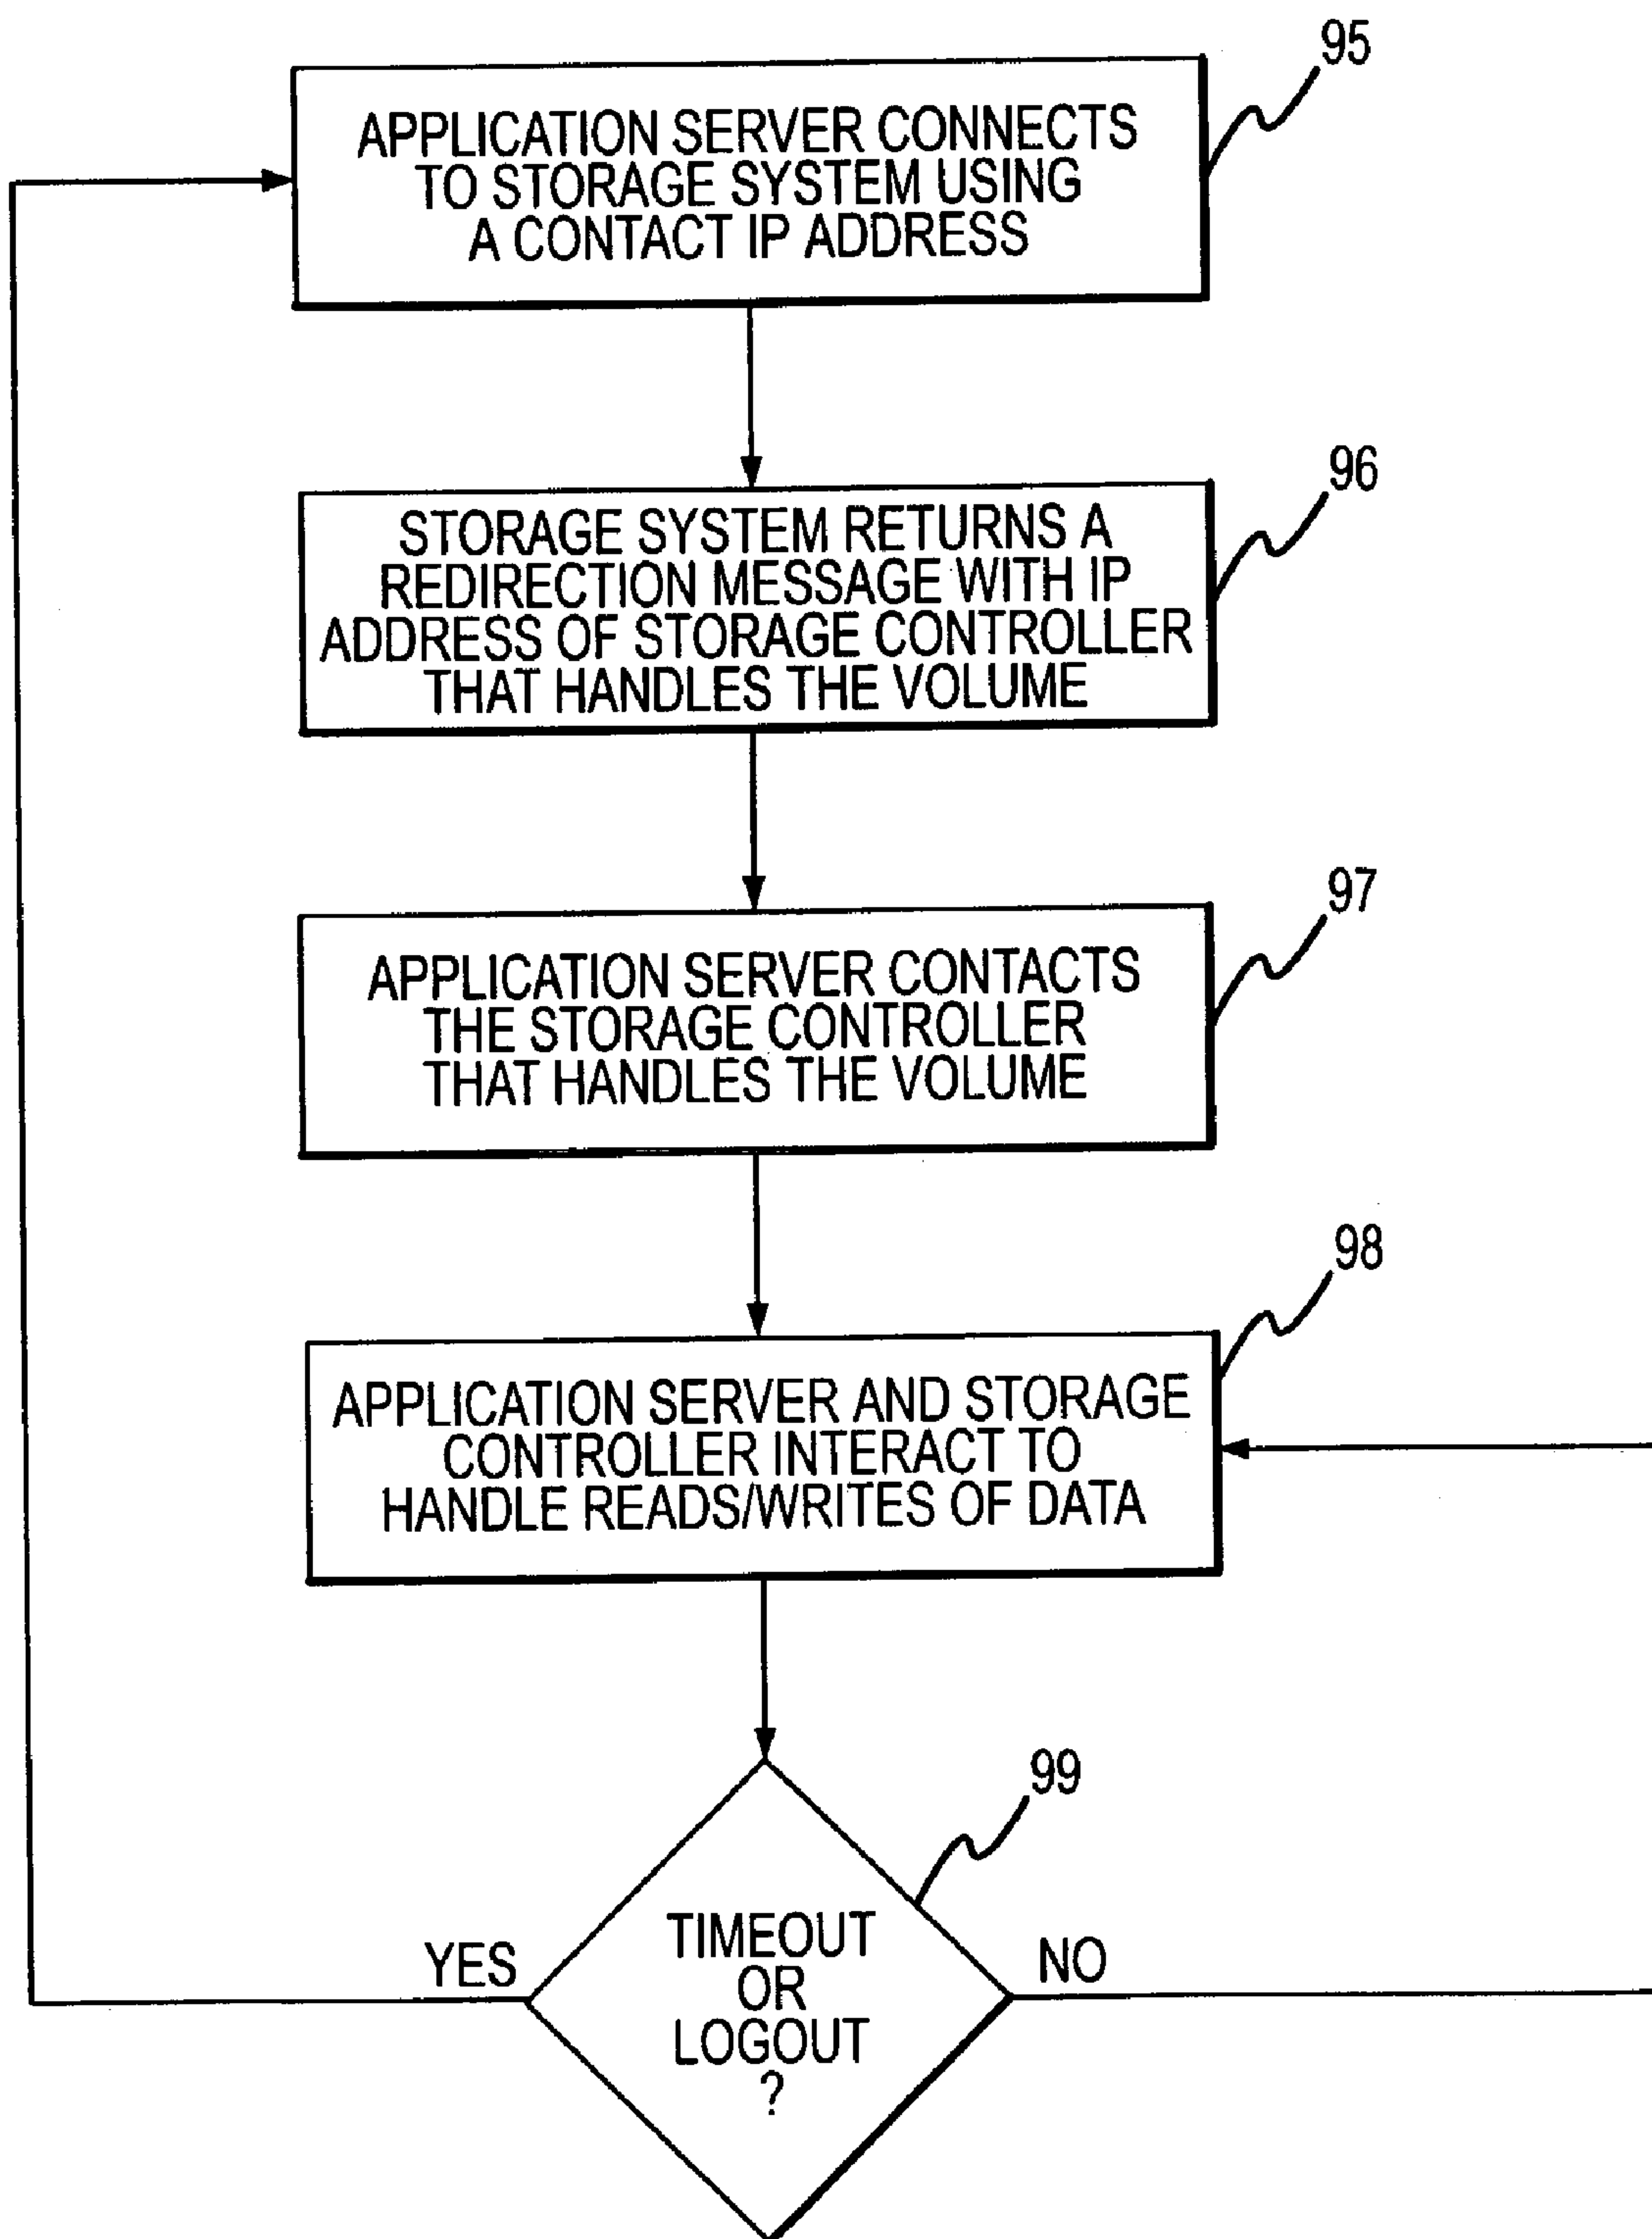 95
APPLICATION SERVER CONNECTS
TO STORAGE SYSTEM USING
A CONTACT IP ADDRESS
96
STORAGE SYSTEM RETURNS A
REDIRECTION MESSAGE WITH IP
ADDRESS OF STORAGE CONTROLLER
THAT HANDLES THE VOLUME
97
APPLICATION SERVER CONTACTS
THE STORAGE CONTROLLER
THAT HANDLES THE VOLUME
98
APPLICATION SERVER AND STORAGE
CONTROLLER INTERACT TO
HANDLE READS/WRITES OF DATA
99
YES
TIMEOUT
OR
LOGOUT
?
NO